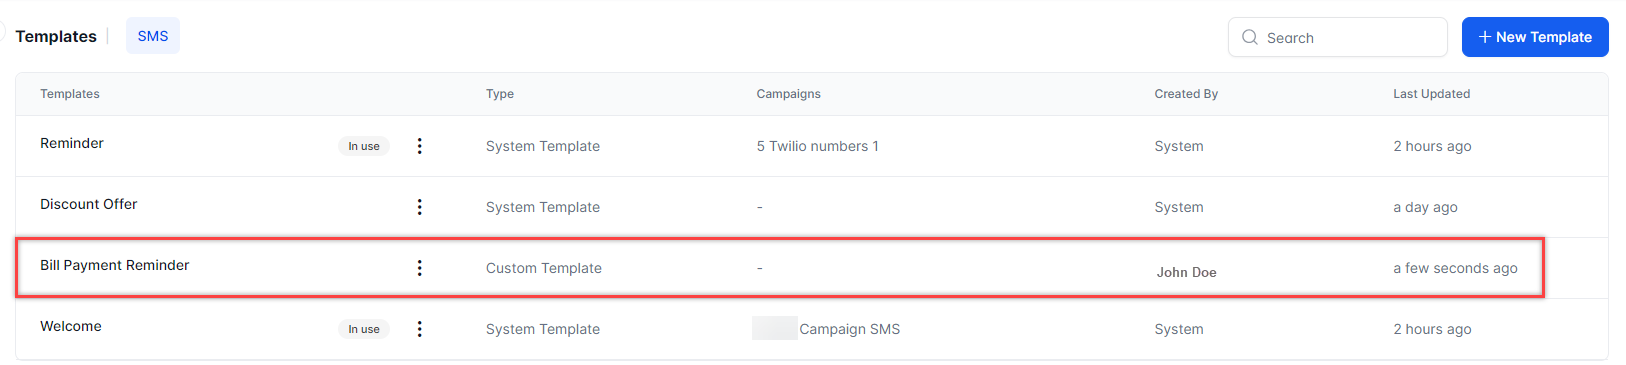 Templates SMS Search + New Template
Templates Type Campaigns Created By Last Updated
Reminder In use System Template 5 Twilio numbers 1 System 2 hours ago
Discount Offer System Template - System a day ago
Bill Payment Reminder Custom Template - John Doe a few seconds ago
Welcome In use System Template Campaign SMS System 2 hours ago